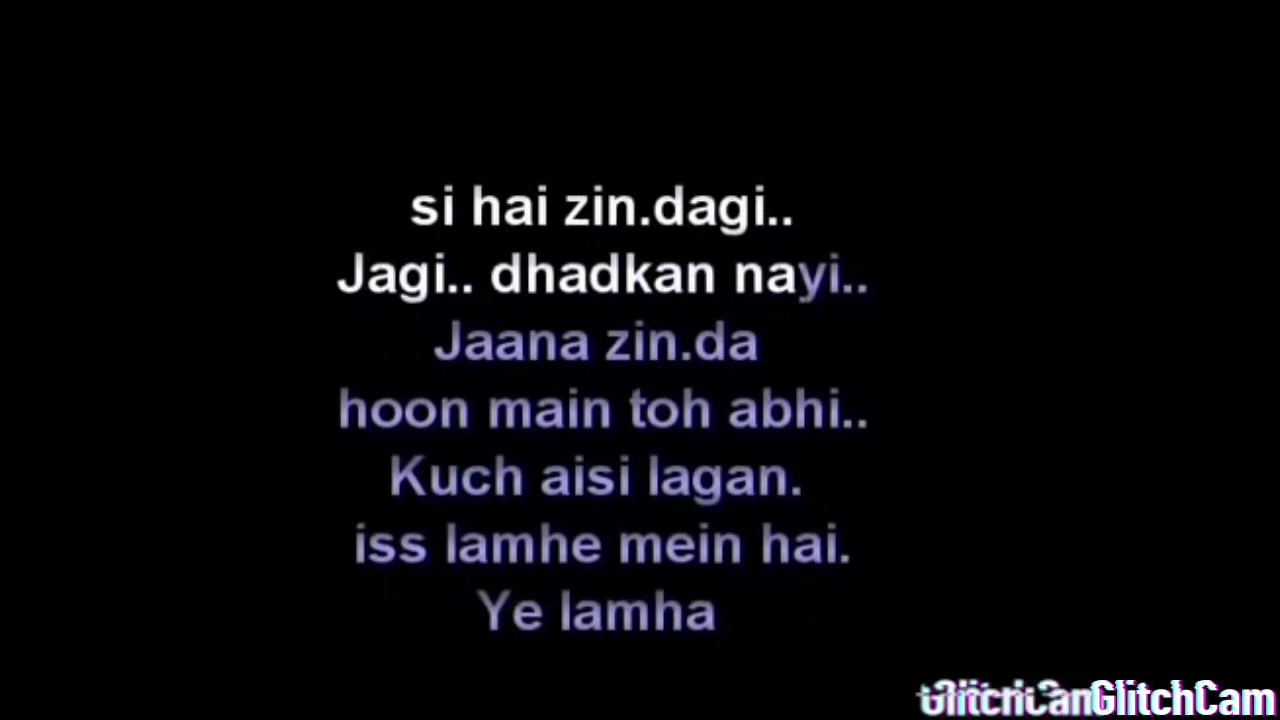 si hai zin.dagi..
Jagi.. dhadkan nayi..
Jaana zin.da
hoon main toh abhi..
Kuch aisi lagan.
iss lamhe mein hai.
Ye lamha
GlitchCam